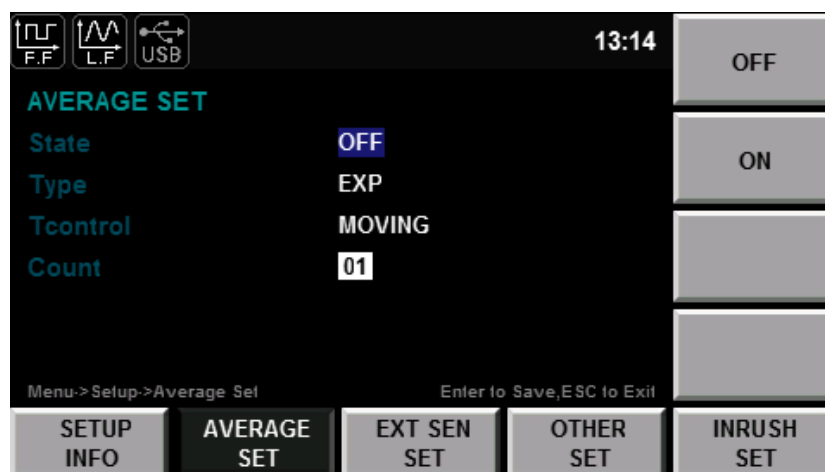 F.F L.F USB 13:14
OFF
AVERAGE SET
State OFF
ON
Type EXP
Tcontrol MOVING
Count 01
Menu->Setup->Average Set Enter to Save,ESC to Exit
SETUP INFO
AVERAGE SET
EXT SEN SET
OTHER SET
INRUSH SET